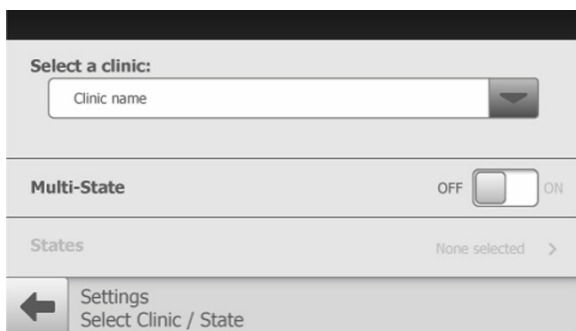 Select a clinic:
Clinic name
Multi-State OFF ON
States None selected >
Settings
Select Clinic / State